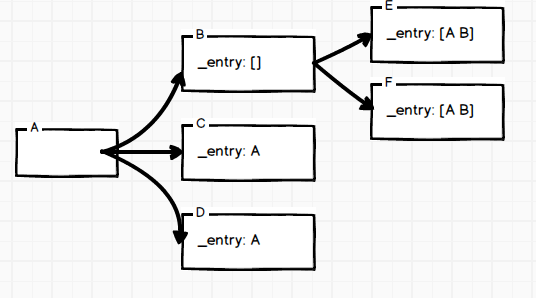 A
B
_entry: []
C
_entry: A
D
_entry: A
E
_entry: [A B]
F
_entry: [A B]